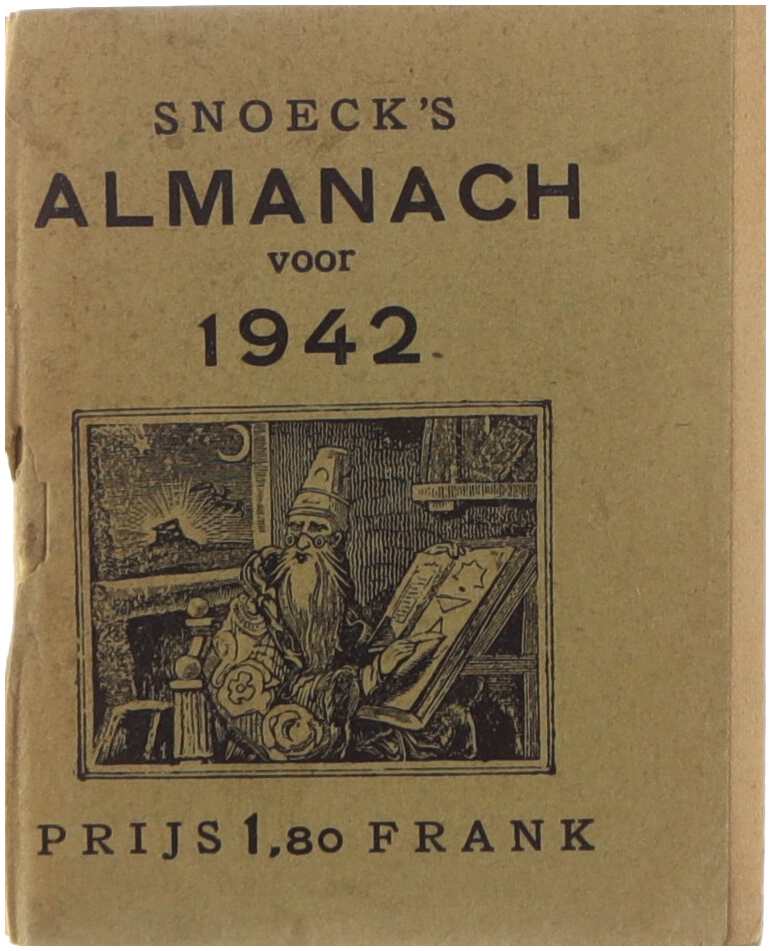 SNOECK'S
ALMANACH
voor
1942
PRIJS 1,80 FRANK